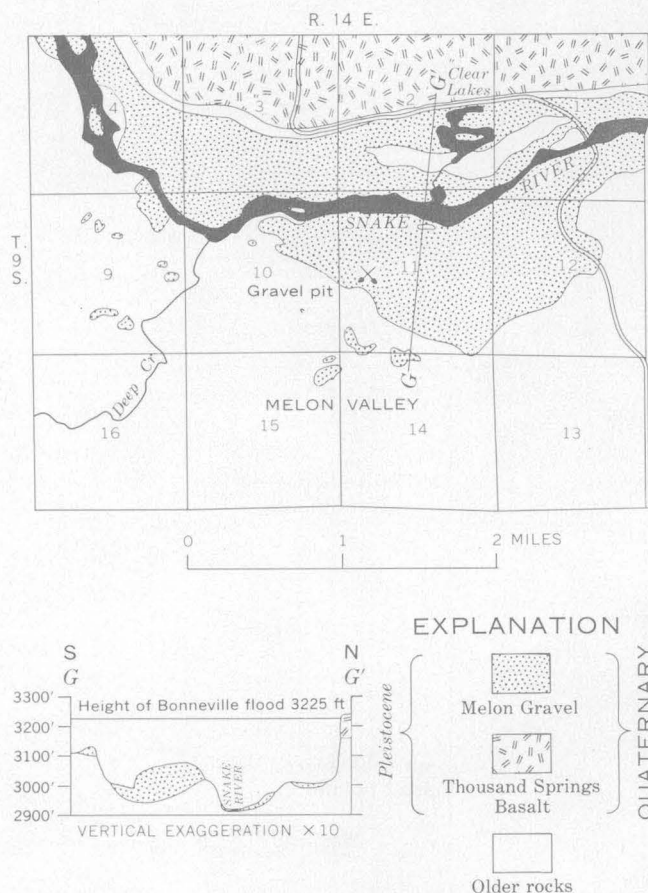 R. 14 E.
G'
Clear
Lakes
4
3
2
1
RIVER
SNAKE
T.
9
S.
9
10
11
12
Gravel pit
G
Deep Cr
MELON VALLEY
16
15
14
13
0 1 2 MILES
S N
G G'
3300'
Height of Bonneville flood 3225 ft
3200'
3100'
3000'
2900'
SNAKE
RIVER
VERTICAL EXAGGERATION ×10
EXPLANATION
Melon Gravel
Thousand Springs
Basalt
Older rocks
Pleistocene
QUATERNARY